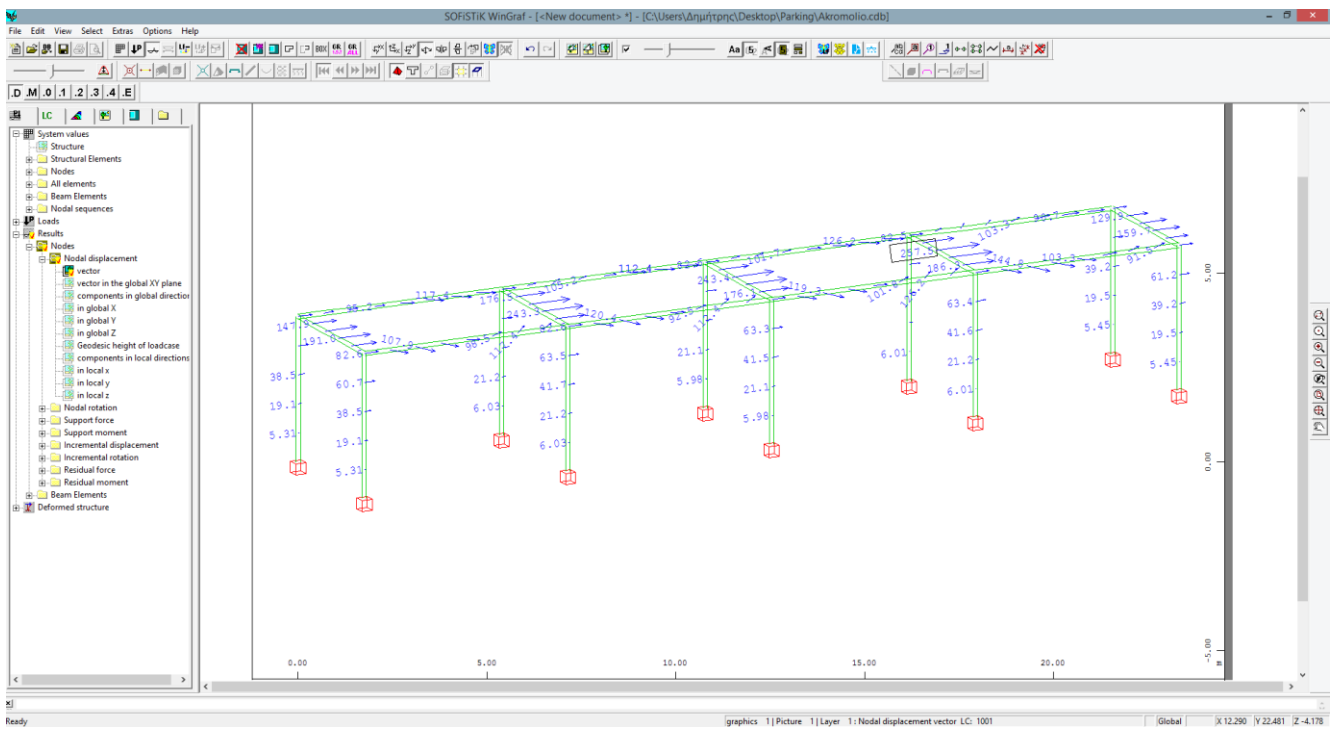 SOFiSTiK WinGraf - [<New document> *] - [C:\Users\Δημήτρης\Desktop\Parking\Akromolio.cdb]
File Edit View Select Extras Options Help
.D .M .0 .1 .2 .3 .4 .E
LC
System values
Structure
Structural Elements
Nodes
All elements
Beam Elements
Nodal sequences
Loads
Results
Nodes
Nodal displacement
vector
vector in the global XY plane
components in global direction
in global X
in global Y
in global Z
Geodesic height of loadcase
components in local directions
in local x
in local y
in local z
Nodal rotation
Support force
Support moment
Incremental displacement
Incremental rotation
Residual force
Residual moment
Beam Elements
Deformed structure
129.9
159.7
126.2
103.3
257.5
186.3
144.8
103.3
39.2
91.5
61.2
5.00
112.4
243.4
176.3
119.3
101.8
63.4
19.5
39.2
117.4
176.5
243.3
120.4
92.9
63.3
41.6
5.45
19.5
147.9
191.0
107.9
98.5
82.6
63.5
21.1
41.5
6.01
21.2
5.45
82.6
60.7
38.5
21.2
41.7
5.98
21.1
6.01
19.1
38.5
6.03
21.2
5.98
5.31
19.1
6.03
5.31
0.00
-5.00
m
0.00 5.00 10.00 15.00 20.00
Ready
graphics 1 | Picture 1 | Layer 1 : Nodal displacement vector LC: 1001
Global
X 12.290 Y 22.481 Z -4.178